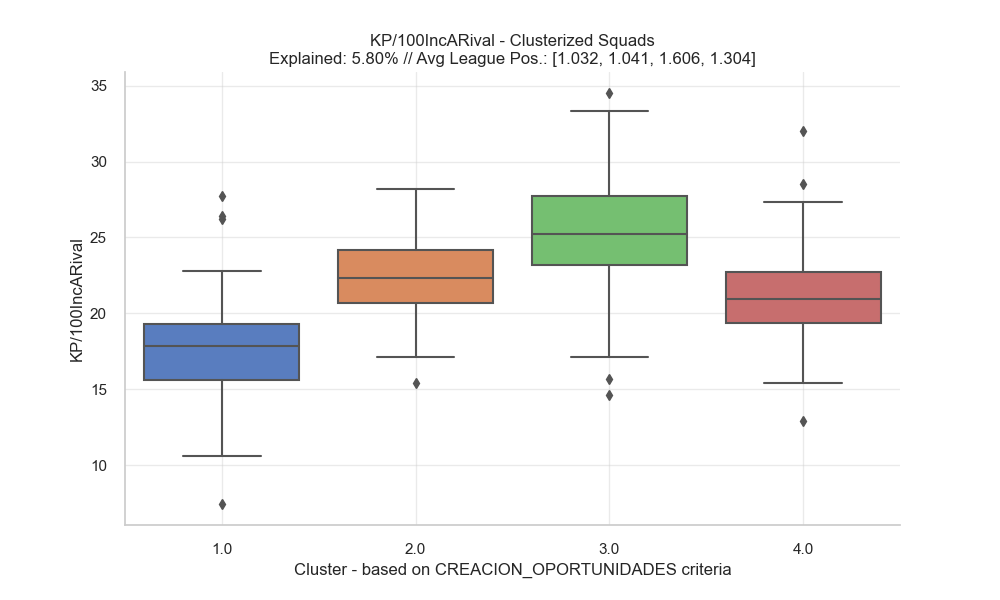 KP/100IncARival - Clusterized Squads
Explained: 5.80% // Avg League Pos.: [1.032, 1.041, 1.606, 1.304]
35
30
25
20
15
10
KP/100IncARival
1.0 2.0 3.0 4.0
Cluster - based on CREACION_OPORTUNIDADES criteria